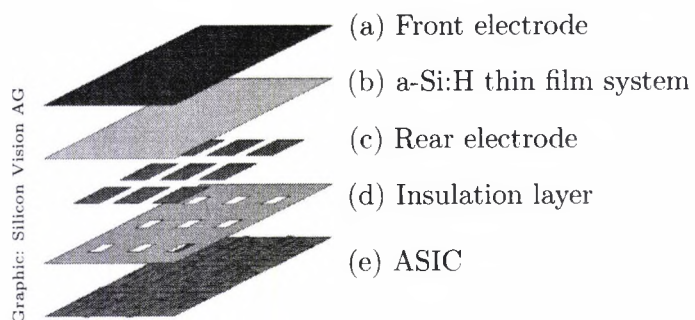 (a) Front electrode
(b) a-Si:H thin film system
(c) Rear electrode
(d) Insulation layer
(e) ASIC
Graphic: Silicon Vision AG